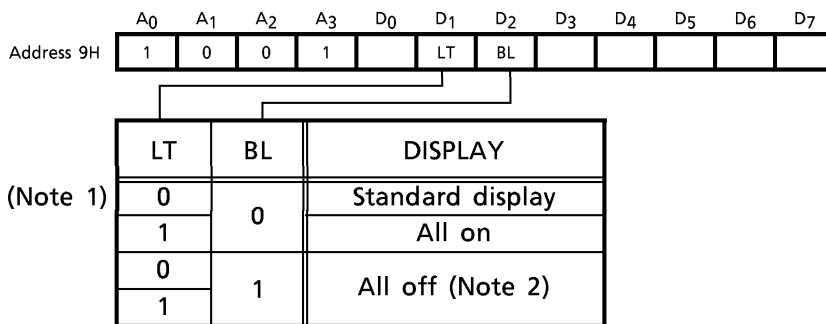 A0 A1 A2 A3 D0 D1 D2 D3 D4 D5 D6 D7
Address 9H 1 0 0 1 LT BL
LT BL DISPLAY
(Note 1) 0 0 Standard display
1 All on
0 1 All off (Note 2)
1